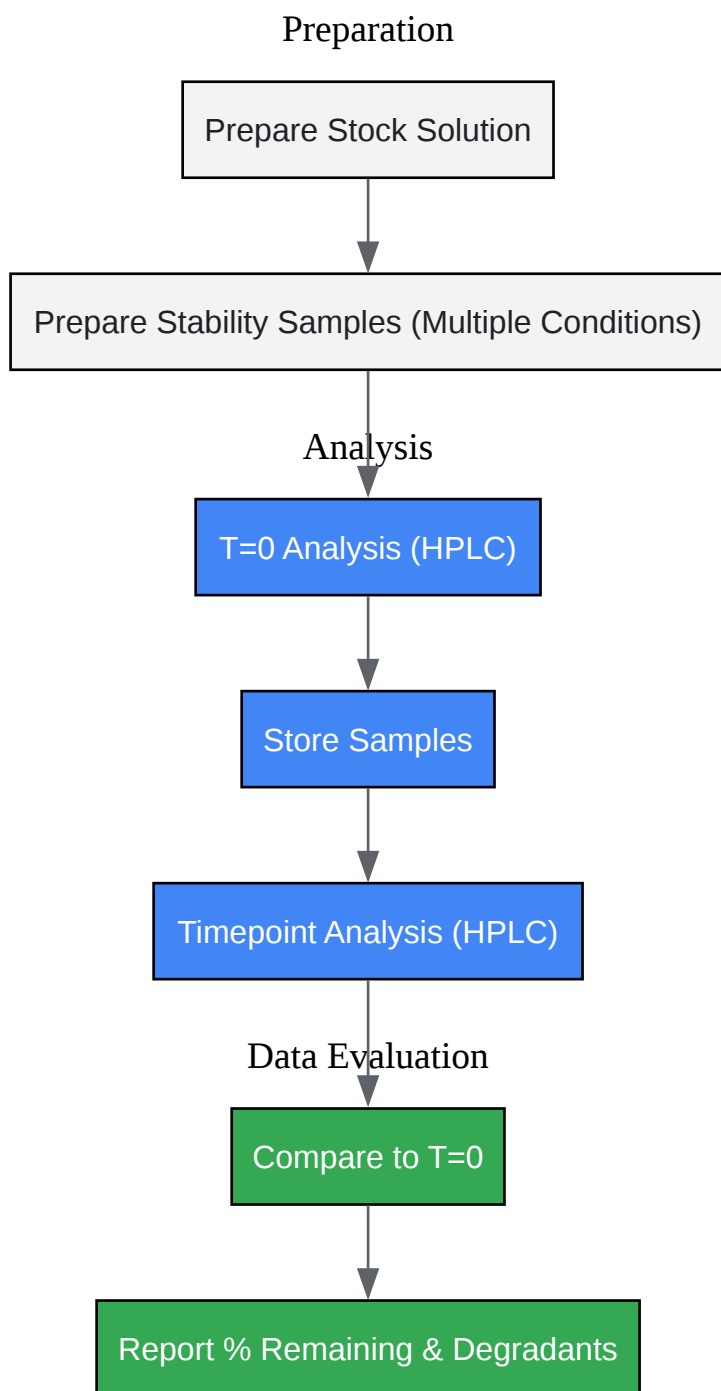 Preparation
Prepare Stock Solution
Prepare Stability Samples (Multiple Conditions)
Analysis
T=0 Analysis (HPLC)
Store Samples
Timepoint Analysis (HPLC)
Data Evaluation
Compare to T=0
Report % Remaining & Degradants